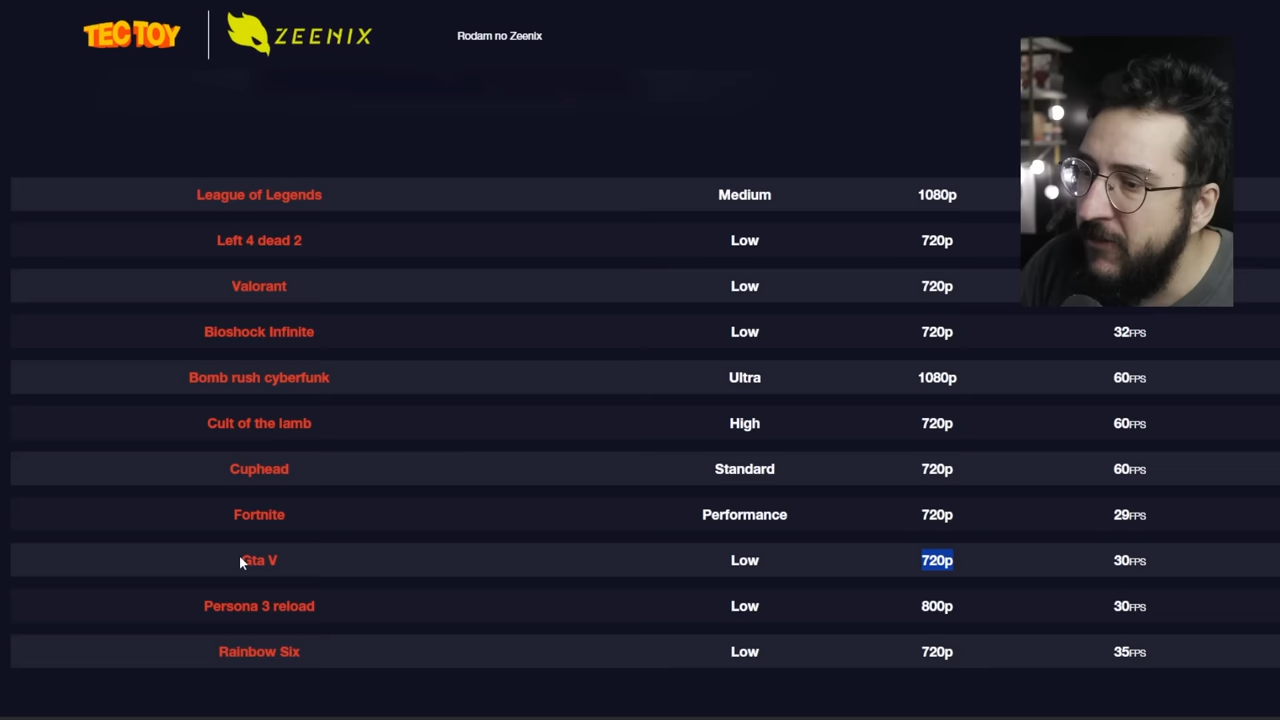 TECTOY ZEENIX Rodam no Zeenix
League of Legends Medium 1080p
Left 4 dead 2 Low 720p
Valorant Low 720p
Bioshock Infinite Low 720p 32FPS
Bomb rush cyberfunk Ultra 1080p 60FPS
Cult of the lamb High 720p 60FPS
Cuphead Standard 720p 60FPS
Fortnite Performance 720p 29FPS
Gta V Low 720p 30FPS
Persona 3 reload Low 800p 30FPS
Rainbow Six Low 720p 35FPS